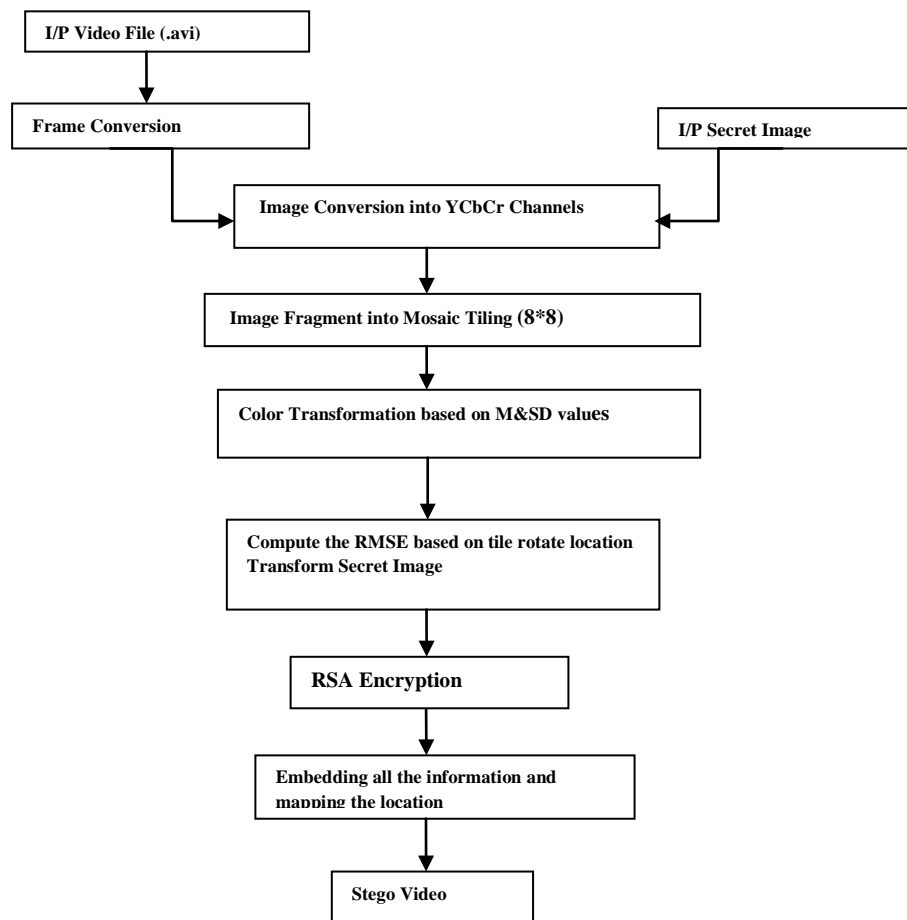 I/P Video File (.avi)
Frame Conversion
I/P Secret Image
Image Conversion into YCbCr Channels
Image Fragment into Mosaic Tiling (8*8)
Color Transformation based on M&SD values
Compute the RMSE based on tile rotate location
Transform Secret Image
RSA Encryption
Embedding all the information and
mapping the location
Stego Video